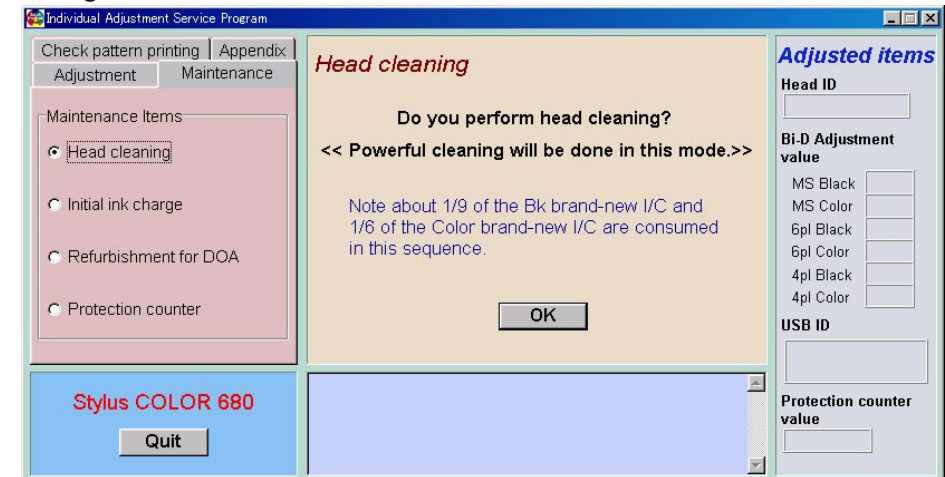 Individual Adjustment Service Program
Check pattern printing
Appendix
Adjustment
Maintenance
Maintenance Items
Head cleaning
Initial ink charge
Refurbishment for DOA
Protection counter
Stylus COLOR 680
Quit
Head cleaning
Do you perform head cleaning?
<< Powerful cleaning will be done in this mode.>>
Note about 1/9 of the Bk brand-new I/C and
1/6 of the Color brand-new I/C are consumed
in this sequence.
OK
Adjusted items
Head ID
Bi-D Adjustment
value
MS Black
MS Color
6pl Black
6pl Color
4pl Black
4pl Color
USB ID
Protection counter
value